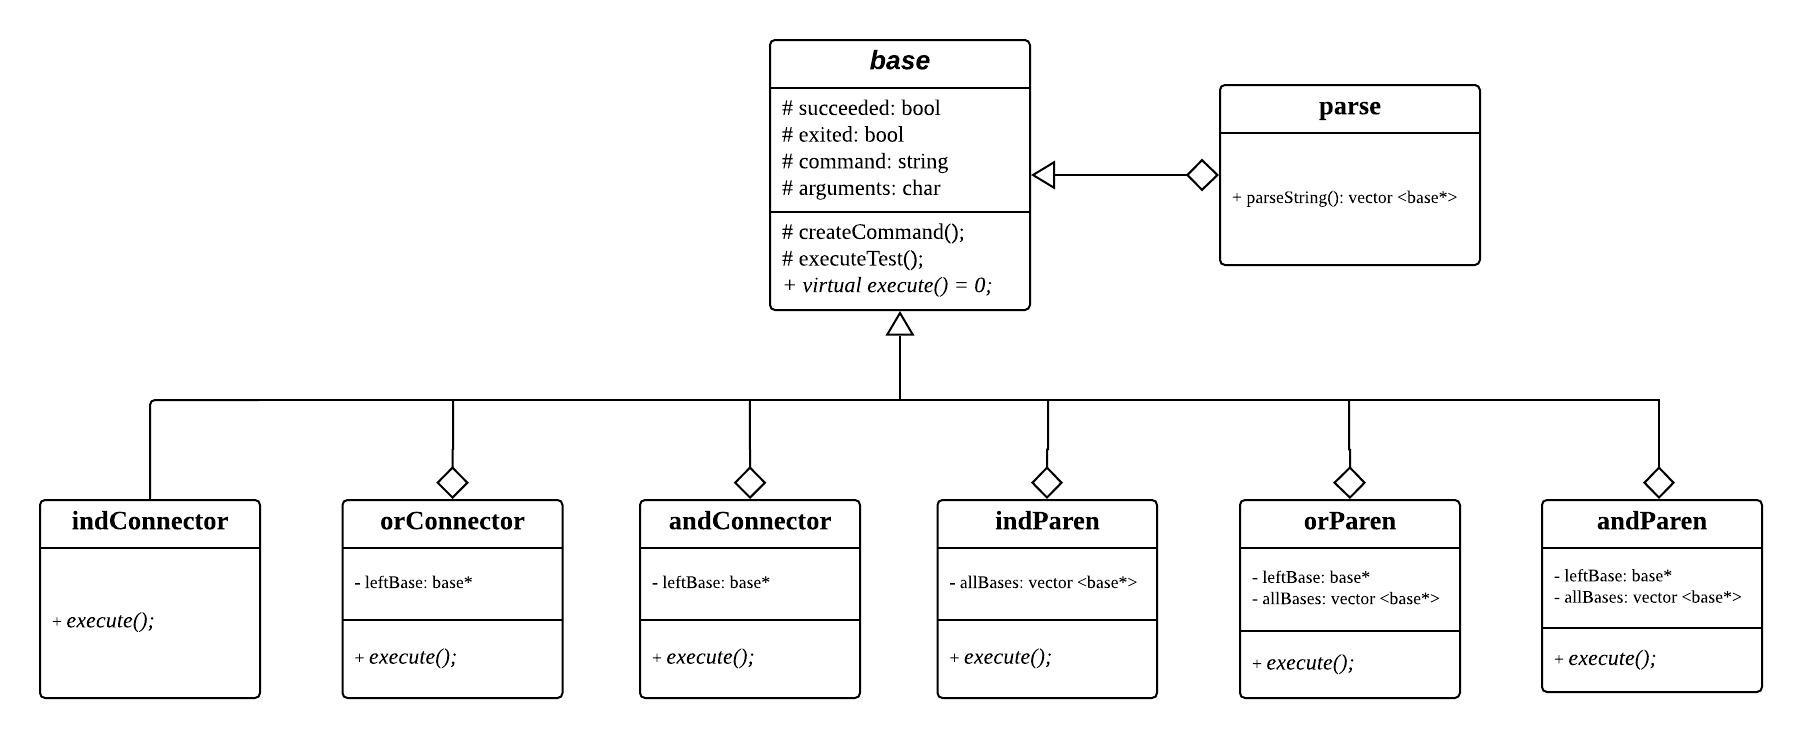 base
# succeeded: bool
# exited: bool
# command: string
# arguments: char
# createCommand();
# executeTest();
+ virtual execute() = 0;
parse
+ parseString(): vector <base*>
indConnector
+ execute();
orConnector
- leftBase: base*
+ execute();
andConnector
- leftBase: base*
+ execute();
indParen
- allBases: vector <base*>
+ execute();
orParen
- leftBase: base*
- allBases: vector <base*>
+ execute();
andParen
- leftBase: base*
- allBases: vector <base*>
+ execute();